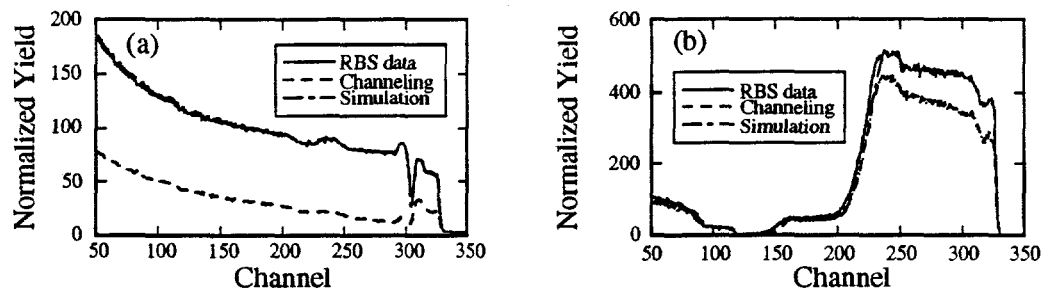 (a)
Normalized Yield
200
150
100
50
0
RBS data
Channeling
Simulation
50 100 150 200 250 300 350
Channel
(b)
Normalized Yield
600
400
200
0
RBS data
Channeling
Simulation
50 100 150 200 250 300 350
Channel